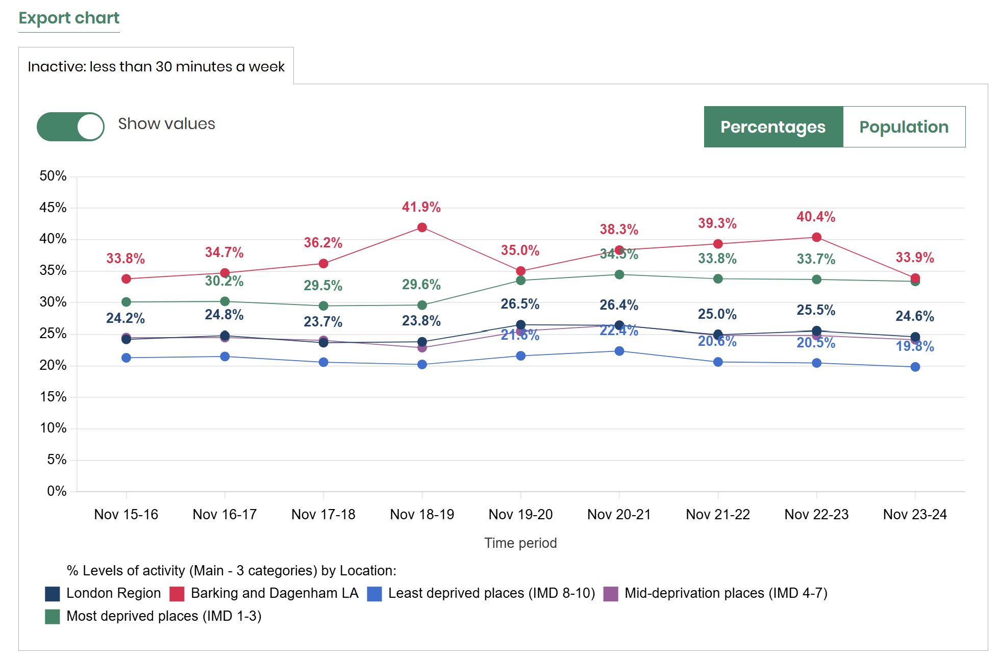 Export chart
Inactive: less than 30 minutes a week
Show values
Percentages Population
50%
45%
40%
35%
30%
25%
20%
15%
10%
5%
0%
33.8% 34.7% 36.2% 41.9% 35.0% 38.3% 39.3% 40.4% 33.9%
30.2% 29.5% 29.6% 34.5% 33.8% 33.7%
24.2% 24.8% 23.7% 23.8% 26.5% 26.4% 25.0% 25.5% 24.6%
21.6% 22.4% 20.6% 20.5% 19.8%
Nov 15-16 Nov 16-17 Nov 17-18 Nov 18-19 Nov 19-20 Nov 20-21 Nov 21-22 Nov 22-23 Nov 23-24
Time period
% Levels of activity (Main - 3 categories) by Location:
London Region Barking and Dagenham LA Least deprived places (IMD 8-10) Mid-deprivation places (IMD 4-7)
Most deprived places (IMD 1-3)